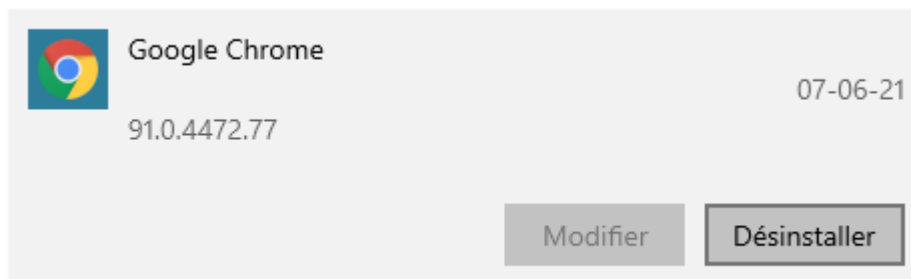 Google Chrome
07-06-21
91.0.4472.77
Modifier
Désinstaller